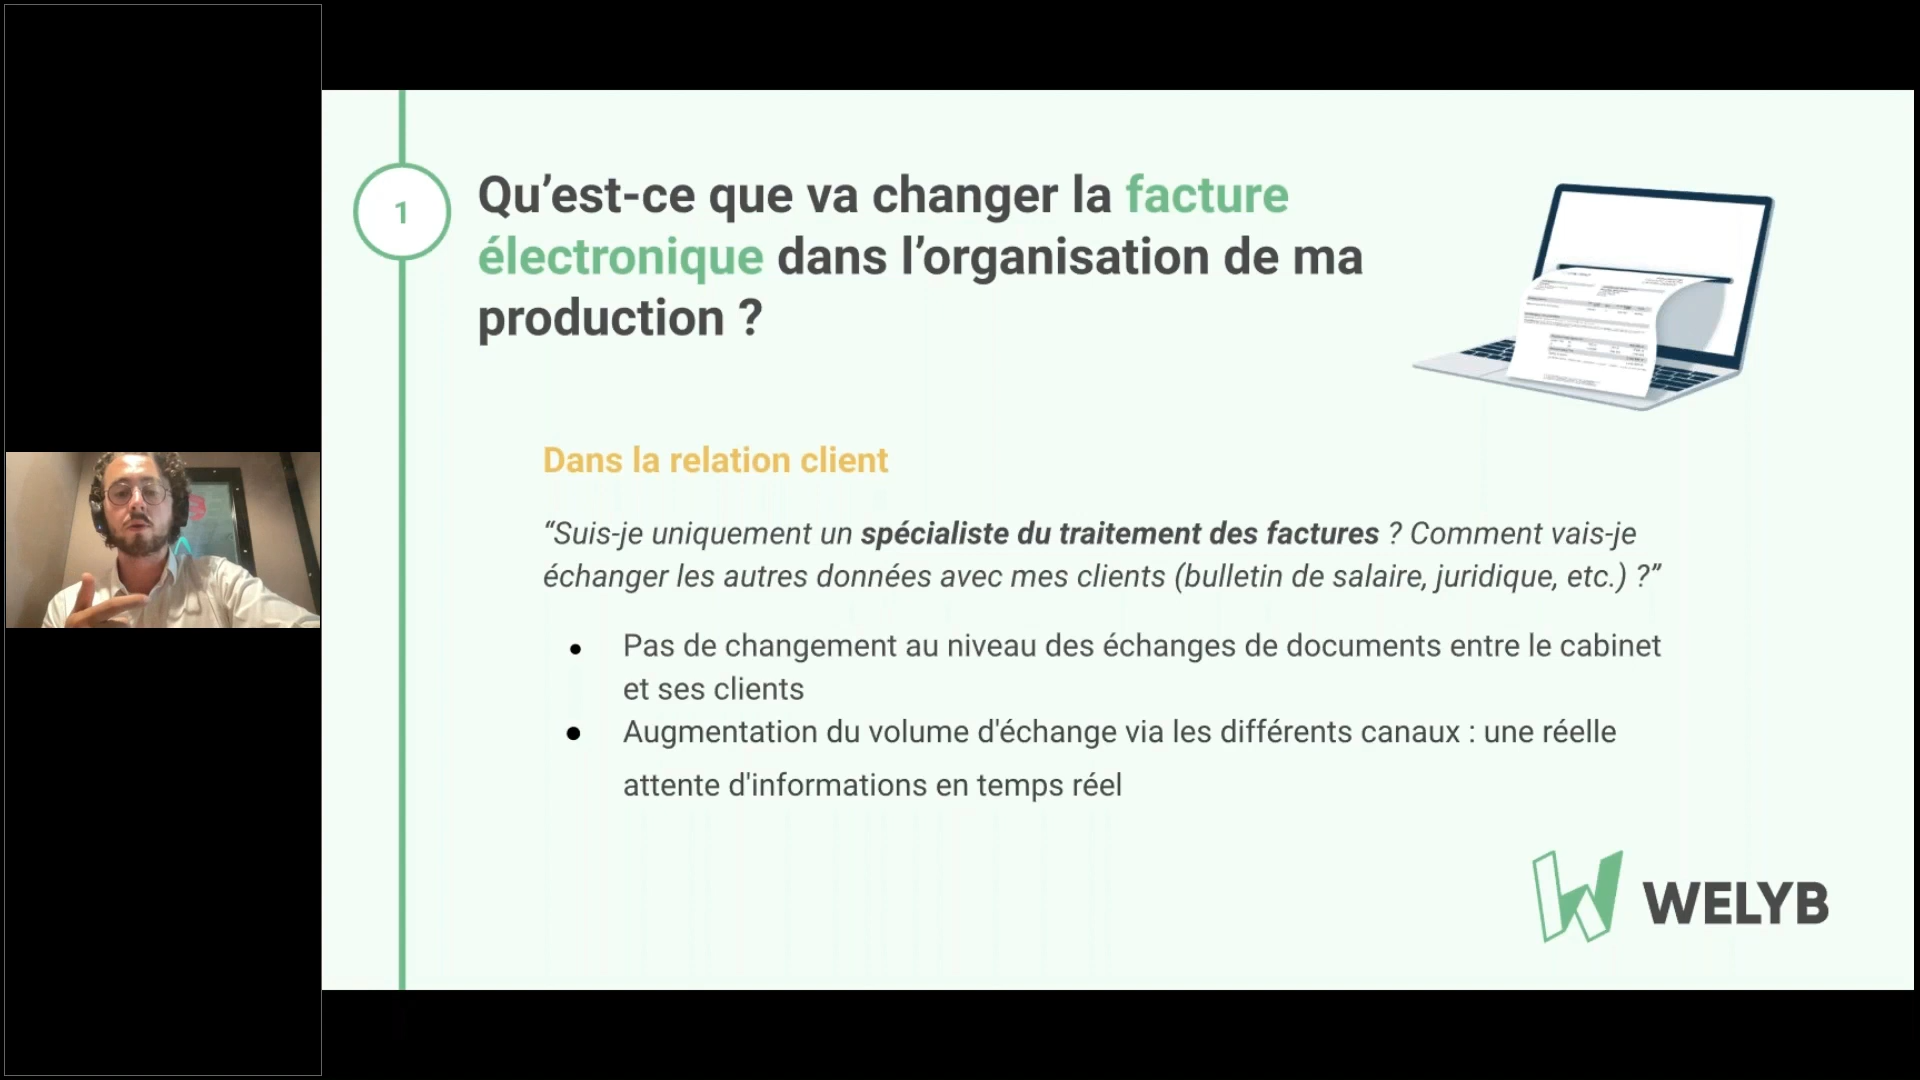 1
Qu’est-ce que va changer la facture
électronique dans l’organisation de ma
production ?
Dans la relation client
“Suis-je uniquement un spécialiste du traitement des factures ? Comment vais-je
échanger les autres données avec mes clients (bulletin de salaire, juridique, etc.) ?”
● Pas de changement au niveau des échanges de documents entre le cabinet
et ses clients
● Augmentation du volume d'échange via les différents canaux : une réelle
attente d'informations en temps réel
WELYB